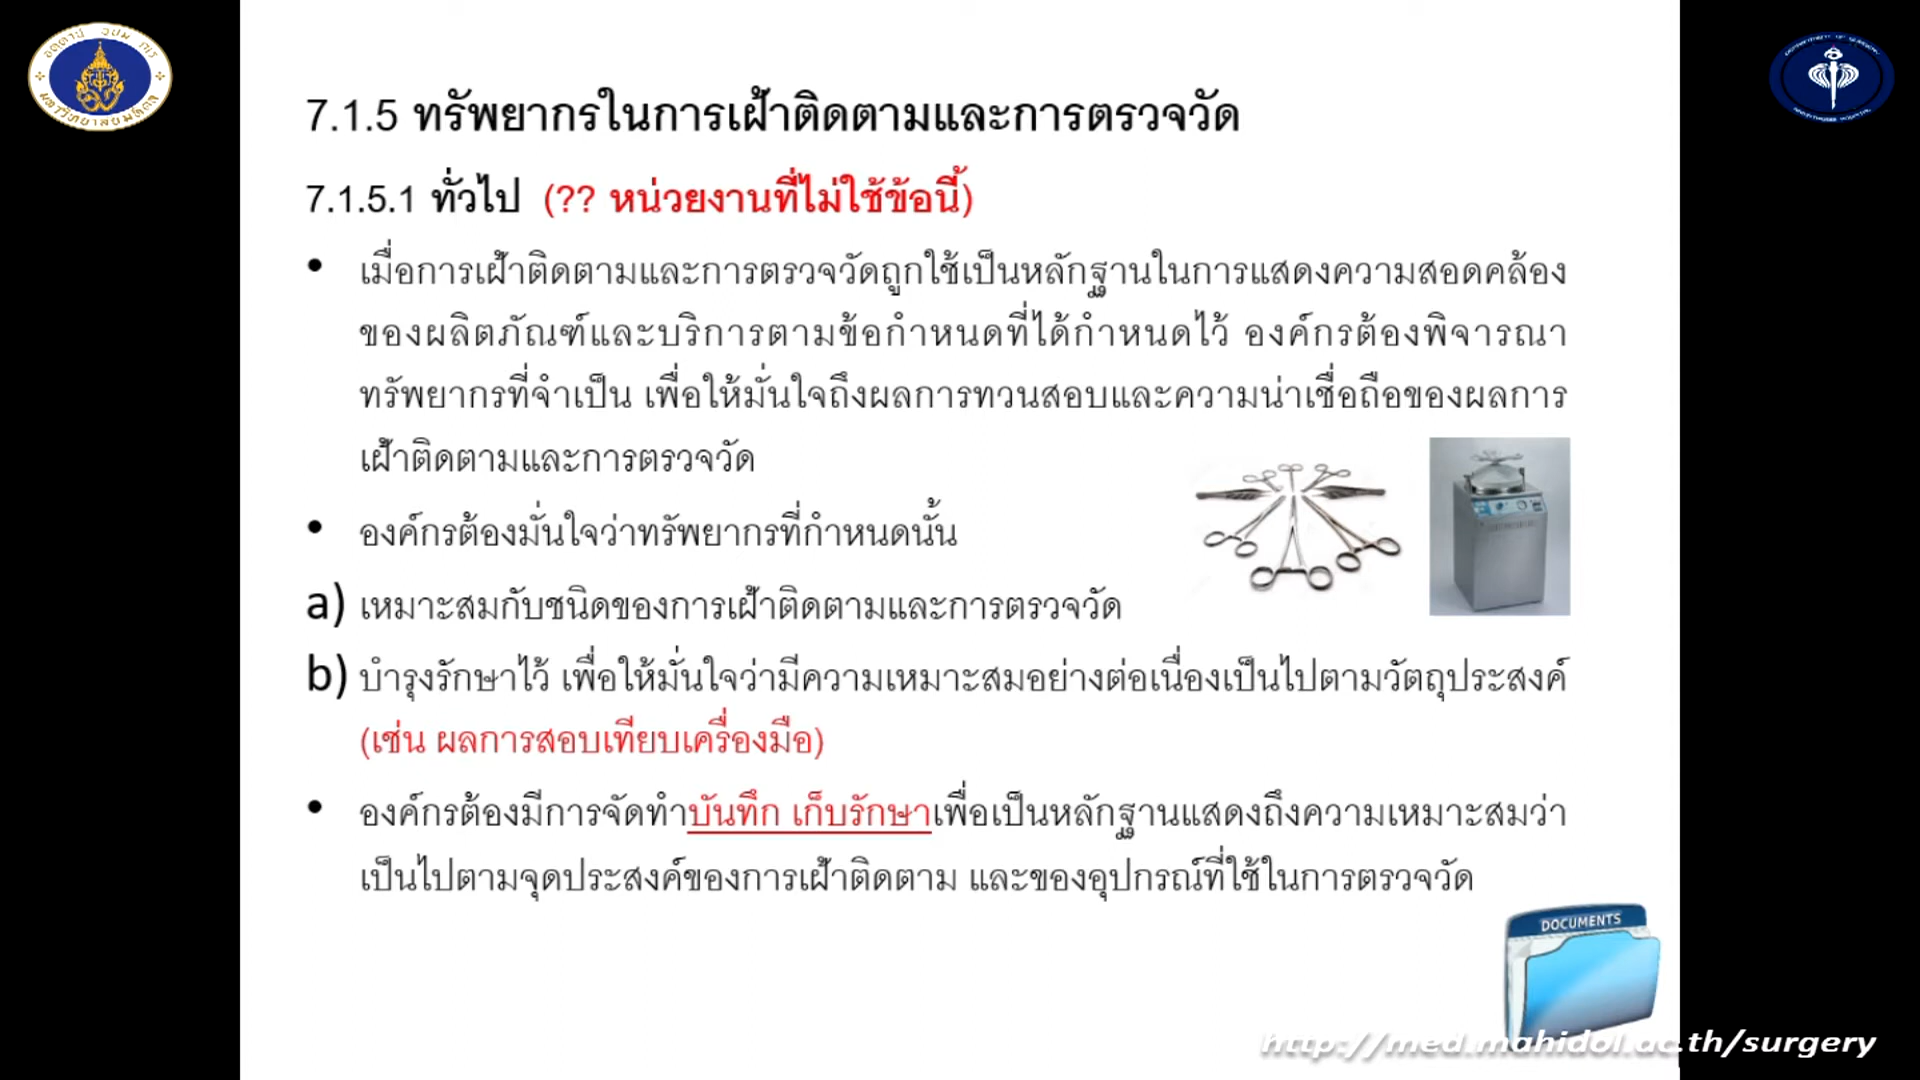 7.1.5 ทรัพยากรในการเฝ้าติดตามและการตรวจวัด
7.1.5.1 ทั่วไป (?? หน่วยงานที่ไม่ใช้ข้อนี้)
• เมื่อการเฝ้าติดตามและการตรวจวัดถูกใช้เป็นหลักฐานในการแสดงความสอดคล้อง
ของผลิตภัณฑ์และบริการตามข้อกำหนดที่ได้กำหนดไว้ องค์กรต้องพิจารณา
ทรัพยากรที่จำเป็น เพื่อให้มั่นใจถึงผลการทวนสอบและความน่าเชื่อถือของผลการ
เฝ้าติดตามและการตรวจวัด
• องค์กรต้องมั่นใจว่าทรัพยากรที่กำหนดนั้น
a) เหมาะสมกับชนิดของการเฝ้าติดตามและการตรวจวัด
b) บำรุงรักษาไว้ เพื่อให้มั่นใจว่ามีความเหมาะสมอย่างต่อเนื่องเป็นไปตามวัตถุประสงค์
(เช่น ผลการสอบเทียบเครื่องมือ)
• องค์กรต้องมีการจัดทำบันทึก เก็บรักษาเพื่อเป็นหลักฐานแสดงถึงความเหมาะสมว่า
เป็นไปตามจุดประสงค์ของการเฝ้าติดตาม และของอุปกรณ์ที่ใช้ในการตรวจวัด
DOCUMENTS
http://med.mahidol.ac.th/surgery